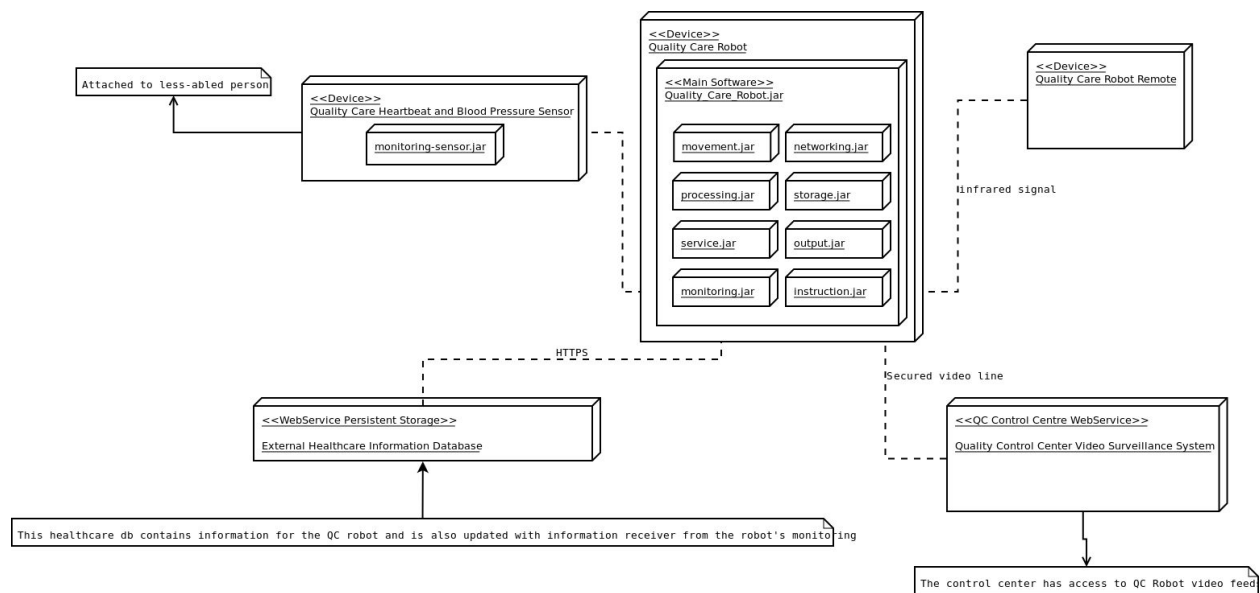 <<Device>>
Quality Care Robot
<<Main Software>>
Quality_Care_Robot.jar
movement.jar
networking.jar
processing.jar
storage.jar
service.jar
output.jar
monitoring.jar
instruction.jar
<<Device>>
Quality Care Robot Remote
infrared signal
Attached to less-abled person
<<Device>>
Quality Care Heartbeat and Blood Pressure Sensor
monitoring-sensor.jar
HTTPS
Secured video line
<<WebService Persistent Storage>>
External Healthcare Information Database
<<QC Control Centre WebService>>
Quality Control Center Video Surveillance System
This healthcare db contains information for the QC robot and is also updated with information receiver from the robot's monitoring
The control center has access to QC Robot video feed